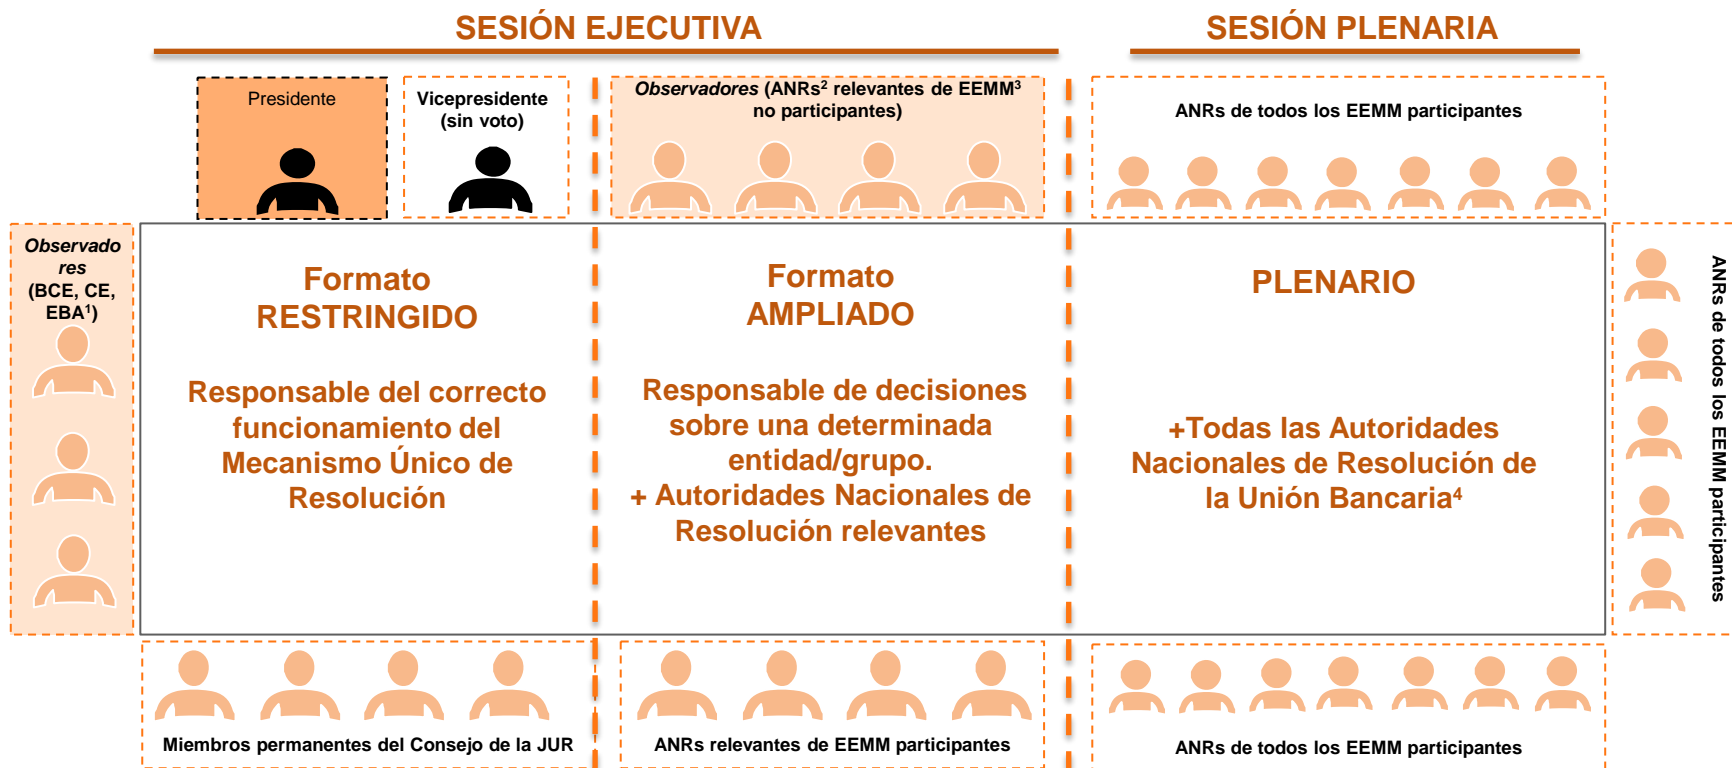 SESIÓN EJECUTIVA
SESIÓN PLENARIA
Presidente
Vicepresidente
(sin voto)
Observadores (ANRs² relevantes de EEMM³
no participantes)
ANRs de todos los EEMM participantes
Observado
res
(BCE, CE,
EBA¹)
Formato
RESTRINGIDO
Responsable del correcto
funcionamiento del
Mecanismo Único de
Resolución
Formato
AMPLIADO
Responsable de decisiones
sobre una determinada
entidad/grupo.
+ Autoridades Nacionales de
Resolución relevantes
PLENARIO
+Todas las Autoridades
Nacionales de Resolución de
la Unión Bancaria⁴
ANRs de todos los EEMM participantes
Miembros permanentes del Consejo de la JUR
ANRs relevantes de EEMM participantes
ANRs de todos los EEMM participantes